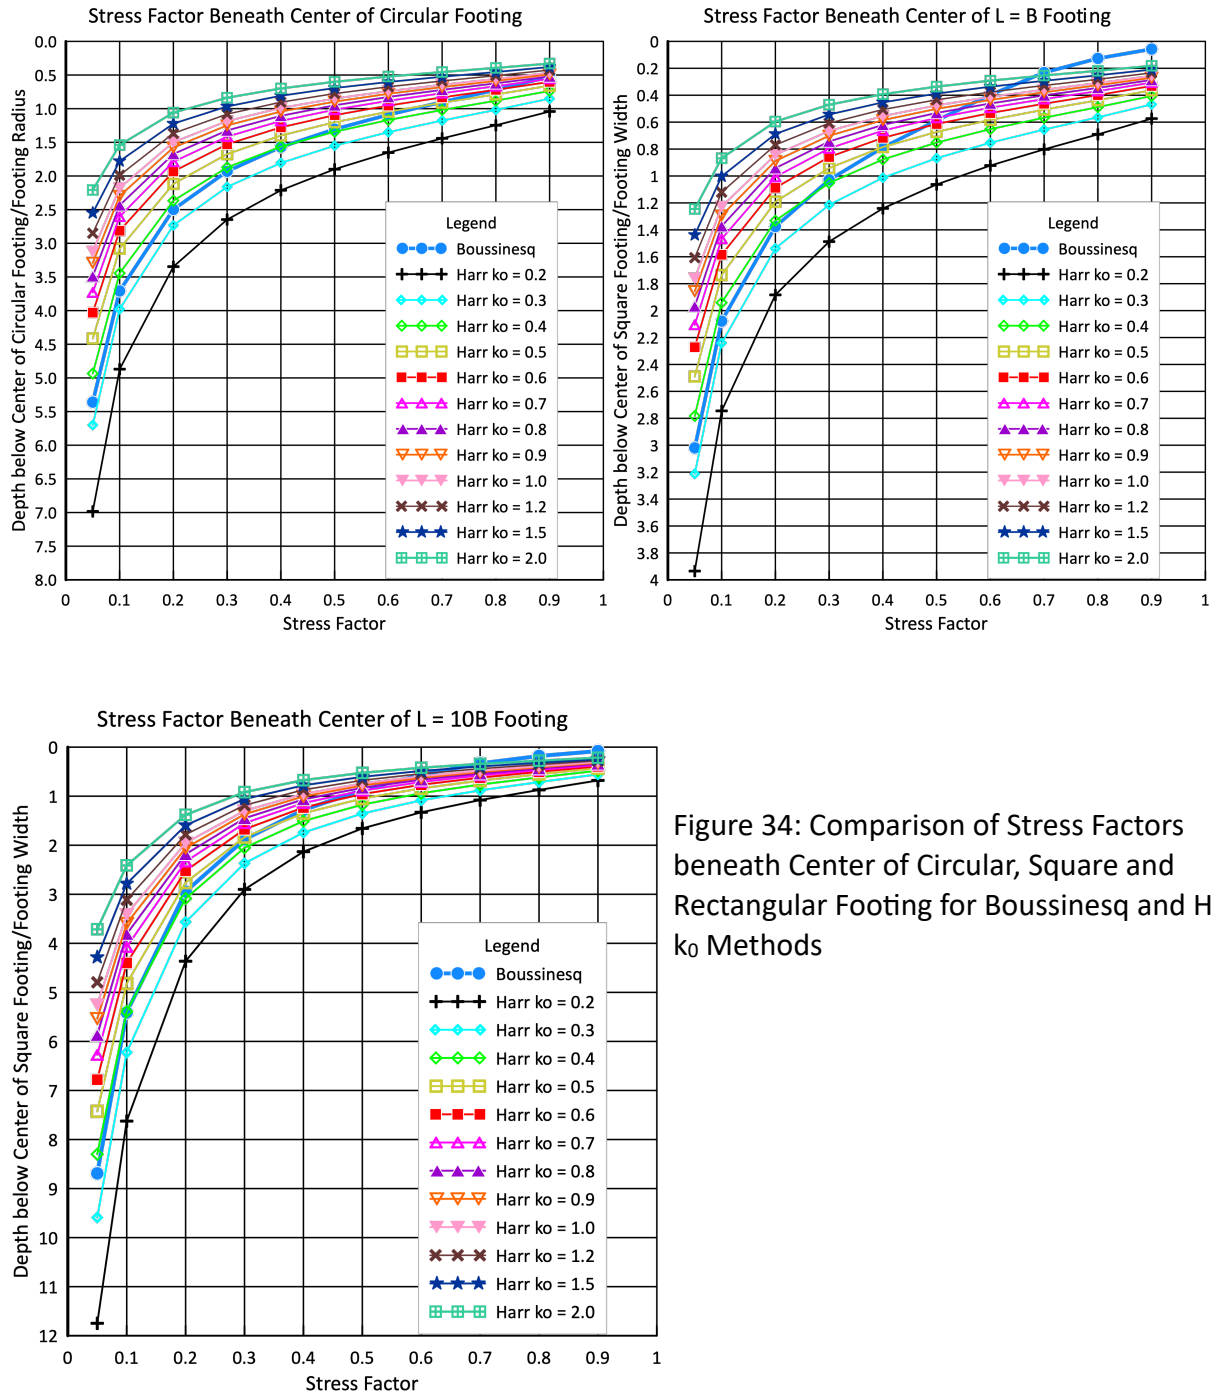 Stress Factor Beneath Center of Circular Footing
Depth below Center of Circular Footing/Footing Radius
0.0
0.5
1.0
1.5
2.0
2.5
3.0
3.5
4.0
4.5
5.0
5.5
6.0
6.5
7.0
7.5
8.0
0 0.1 0.2 0.3 0.4 0.5 0.6 0.7 0.8 0.9 1
Stress Factor
Legend
Boussinesq
Harr ko = 0.2
Harr ko = 0.3
Harr ko = 0.4
Harr ko = 0.5
Harr ko = 0.6
Harr ko = 0.7
Harr ko = 0.8
Harr ko = 0.9
Harr ko = 1.0
Harr ko = 1.2
Harr ko = 1.5
Harr ko = 2.0
Stress Factor Beneath Center of L = B Footing
Depth below Center of Square Footing/Footing Width
0
0.2
0.4
0.6
0.8
1
1.2
1.4
1.6
1.8
2
2.2
2.4
2.6
2.8
3
3.2
3.4
3.6
3.8
4
0 0.1 0.2 0.3 0.4 0.5 0.6 0.7 0.8 0.9 1
Stress Factor
Legend
Boussinesq
Harr ko = 0.2
Harr ko = 0.3
Harr ko = 0.4
Harr ko = 0.5
Harr ko = 0.6
Harr ko = 0.7
Harr ko = 0.8
Harr ko = 0.9
Harr ko = 1.0
Harr ko = 1.2
Harr ko = 1.5
Harr ko = 2.0
Stress Factor Beneath Center of L = 10B Footing
Depth below Center of Square Footing/Footing Width
0
1
2
3
4
5
6
7
8
9
10
11
12
0 0.1 0.2 0.3 0.4 0.5 0.6 0.7 0.8 0.9 1
Stress Factor
Legend
Boussinesq
Harr ko = 0.2
Harr ko = 0.3
Harr ko = 0.4
Harr ko = 0.5
Harr ko = 0.6
Harr ko = 0.7
Harr ko = 0.8
Harr ko = 0.9
Harr ko = 1.0
Harr ko = 1.2
Harr ko = 1.5
Harr ko = 2.0
Figure 34: Comparison of Stress Factors
beneath Center of Circular, Square and
Rectangular Footing for Boussinesq and H
k₀ Methods